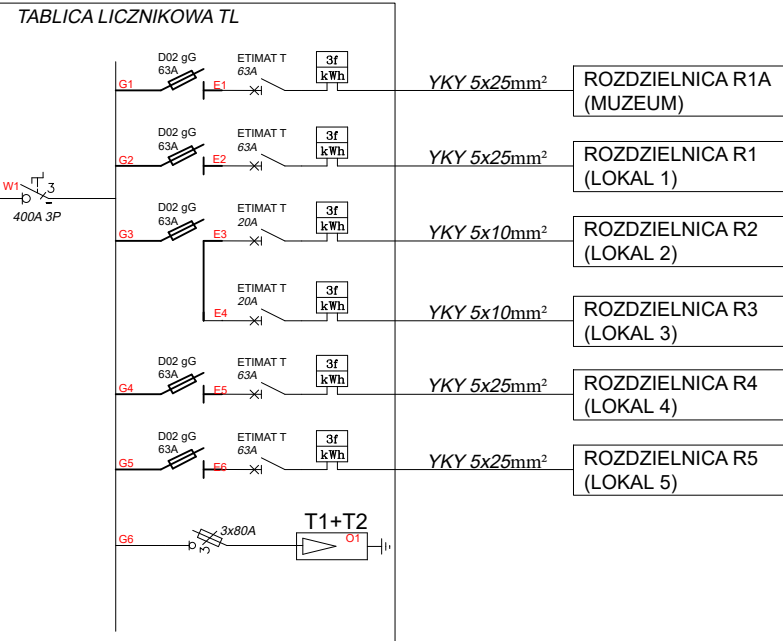 TABLICA LICZNIKOWA TL
W1
3
400A 3P
G1
D02 gG
63A
E1
ETIMAT T
63A
3f
kWh
YKY 5x25mm²
ROZDZIELNICA R1A
(MUZEUM)
G2
D02 gG
63A
E2
ETIMAT T
63A
3f
kWh
YKY 5x25mm²
ROZDZIELNICA R1
(LOKAL 1)
G3
D02 gG
63A
E3
ETIMAT T
20A
3f
kWh
YKY 5x10mm²
ROZDZIELNICA R2
(LOKAL 2)
E4
ETIMAT T
20A
3f
kWh
YKY 5x10mm²
ROZDZIELNICA R3
(LOKAL 3)
G4
D02 gG
63A
E5
ETIMAT T
63A
3f
kWh
YKY 5x25mm²
ROZDZIELNICA R4
(LOKAL 4)
G5
D02 gG
63A
E6
ETIMAT T
63A
3f
kWh
YKY 5x25mm²
ROZDZIELNICA R5
(LOKAL 5)
G6
3
3x80A
T1+T2
O1